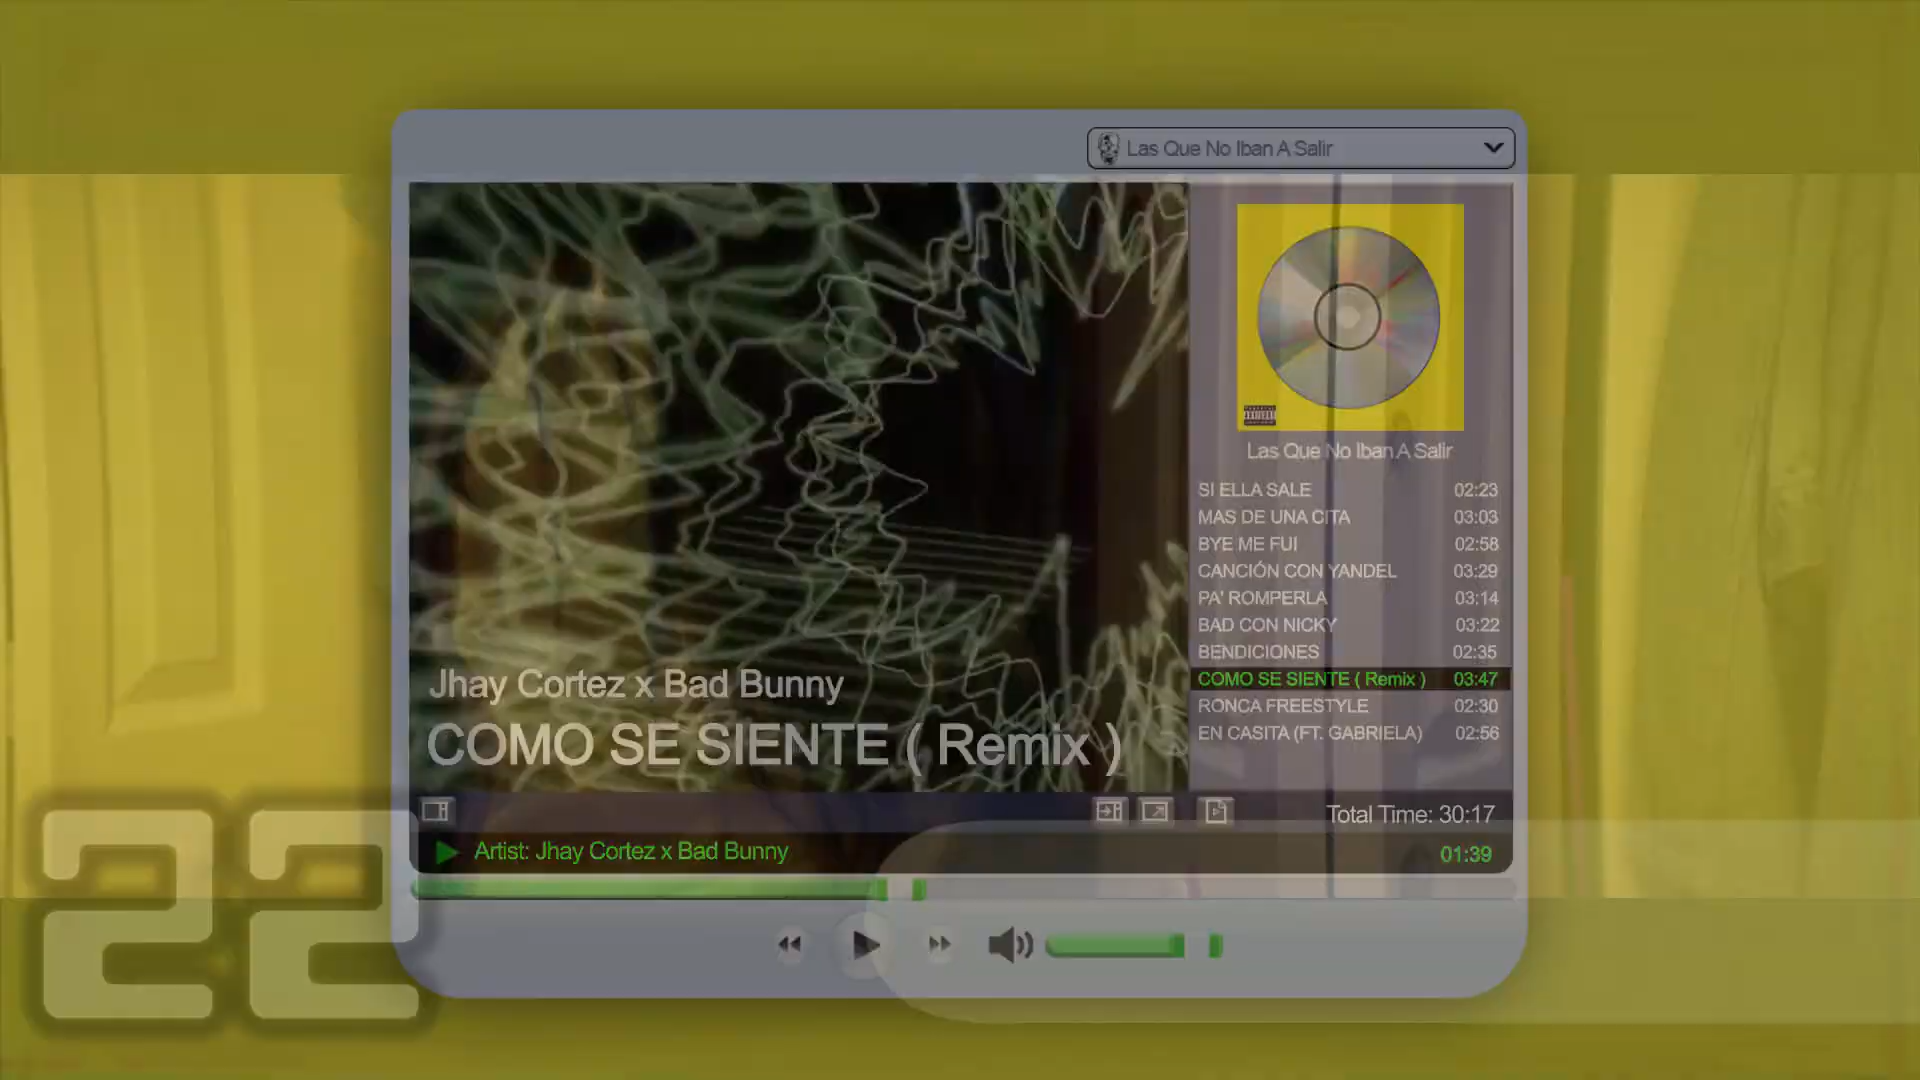 Las Que No Iban A Salir
Las Que No Iban A Salir
SI ELLA SALE 02:23
MAS DE UNA CITA 03:03
BYE ME FUI 02:58
CANCIÓN CON YANDEL 03:29
PA' ROMPERLA 03:14
BAD CON NICKY 03:22
BENDICIONES 02:35
COMO SE SIENTE ( Remix ) 03:47
RONCA FREESTYLE 02:30
EN CASITA (FT. GABRIELA) 02:56
Jhay Cortez x Bad Bunny
COMO SE SIENTE ( Remix )
Total Time: 30:17
Artist: Jhay Cortez x Bad Bunny
01:39
22